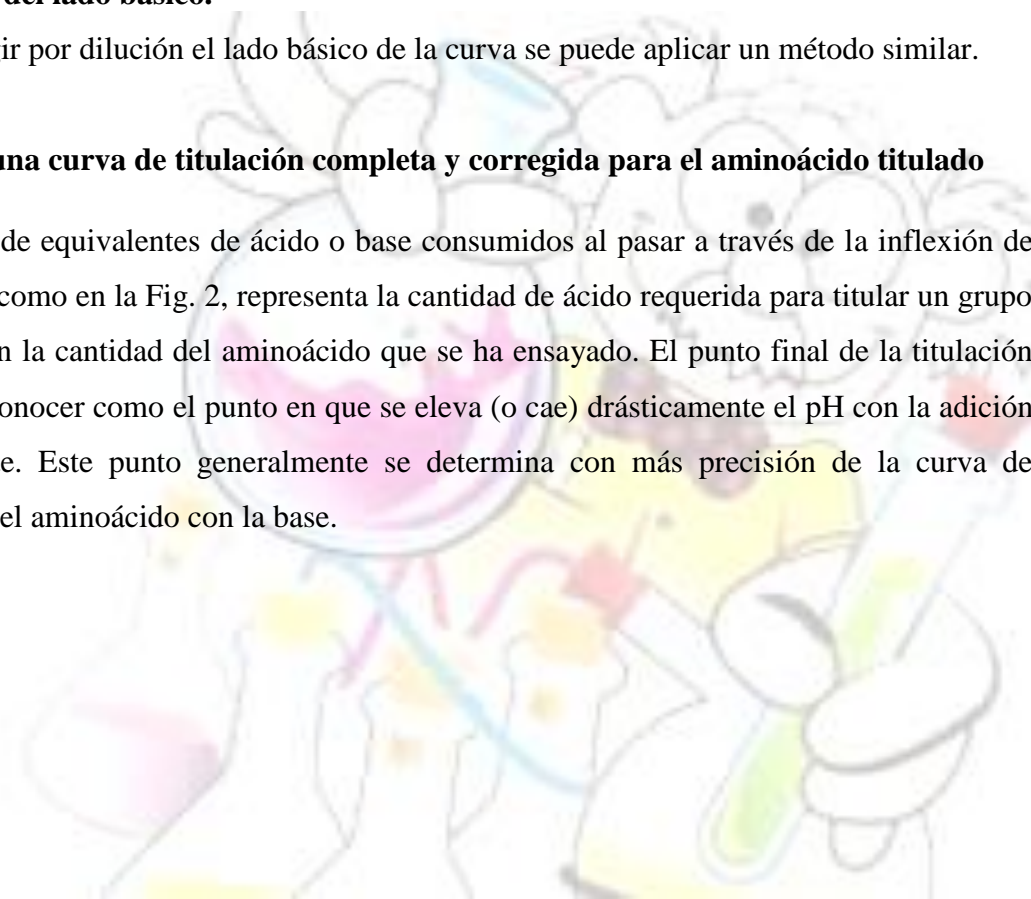 del lado básico.
gir por dilución el lado básico de la curva se puede aplicar un método similar.
una curva de titulación completa y corregida para el aminoácido titulado
de equivalentes de ácido o base consumidos al pasar a través de la inflexión de
como en la Fig. 2, representa la cantidad de ácido requerida para titular un grupo
n la cantidad del aminoácido que se ha ensayado. El punto final de la titulación
onocer como el punto en que se eleva (o cae) drásticamente el pH con la adición
e. Este punto generalmente se determina con más precisión de la curva de
el aminoácido con la base.